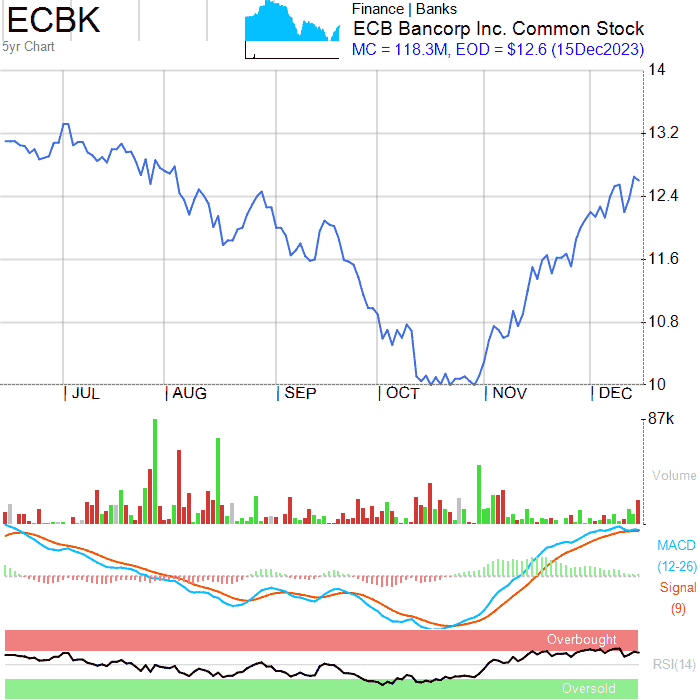 ECBK
5yr Chart
Finance | Banks
ECB Bancorp Inc. Common Stock
MC = 118.3M, EOD = $12.6 (15Dec2023)
14
13.2
12.4
11.6
10.8
10
JUL AUG SEP OCT NOV DEC
87k
Volume
MACD
(12-26)
Signal
(9)
Overbought
RSI(14)
Oversold